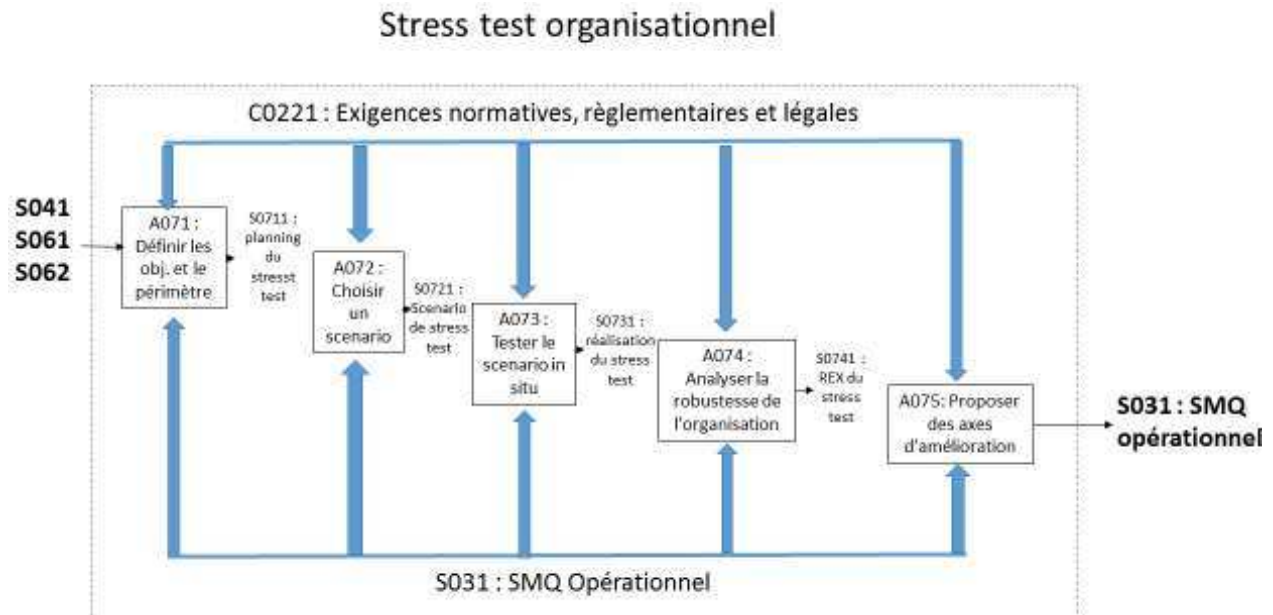 Stress test organisationnel
C0221 : Exigences normatives, règlementaires et légales
S041
S061
S062
A071 :
Définir les
obj. et le
périmètre
S0711 :
planning
du
stresst
test
A072 :
Choisir
un
scenario
S0721 :
Scenario
de stress
test
A073 :
Tester le
scenario in
situ
S0731 :
réalisation
du stress
test
A074 :
Analyser la
robustesse de
l'organisation
S0741 :
REX du
stress
test
A075: Proposer
des axes
d'amélioration
S031 : SMQ
opérationnel
S031 : SMQ Opérationnel